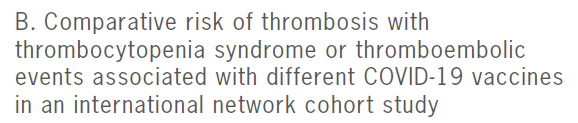 B. Comparative risk of thrombosis with
thrombocytopenia syndrome or thromboembolic
events associated with different COVID-19 vaccines
in an international network cohort study